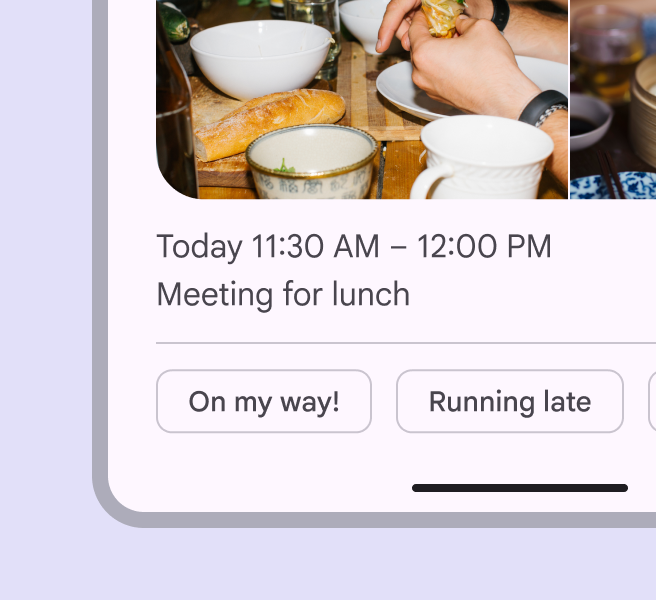 Today 11:30 AM – 12:00 PM
Meeting for lunch
On my way!
Running late